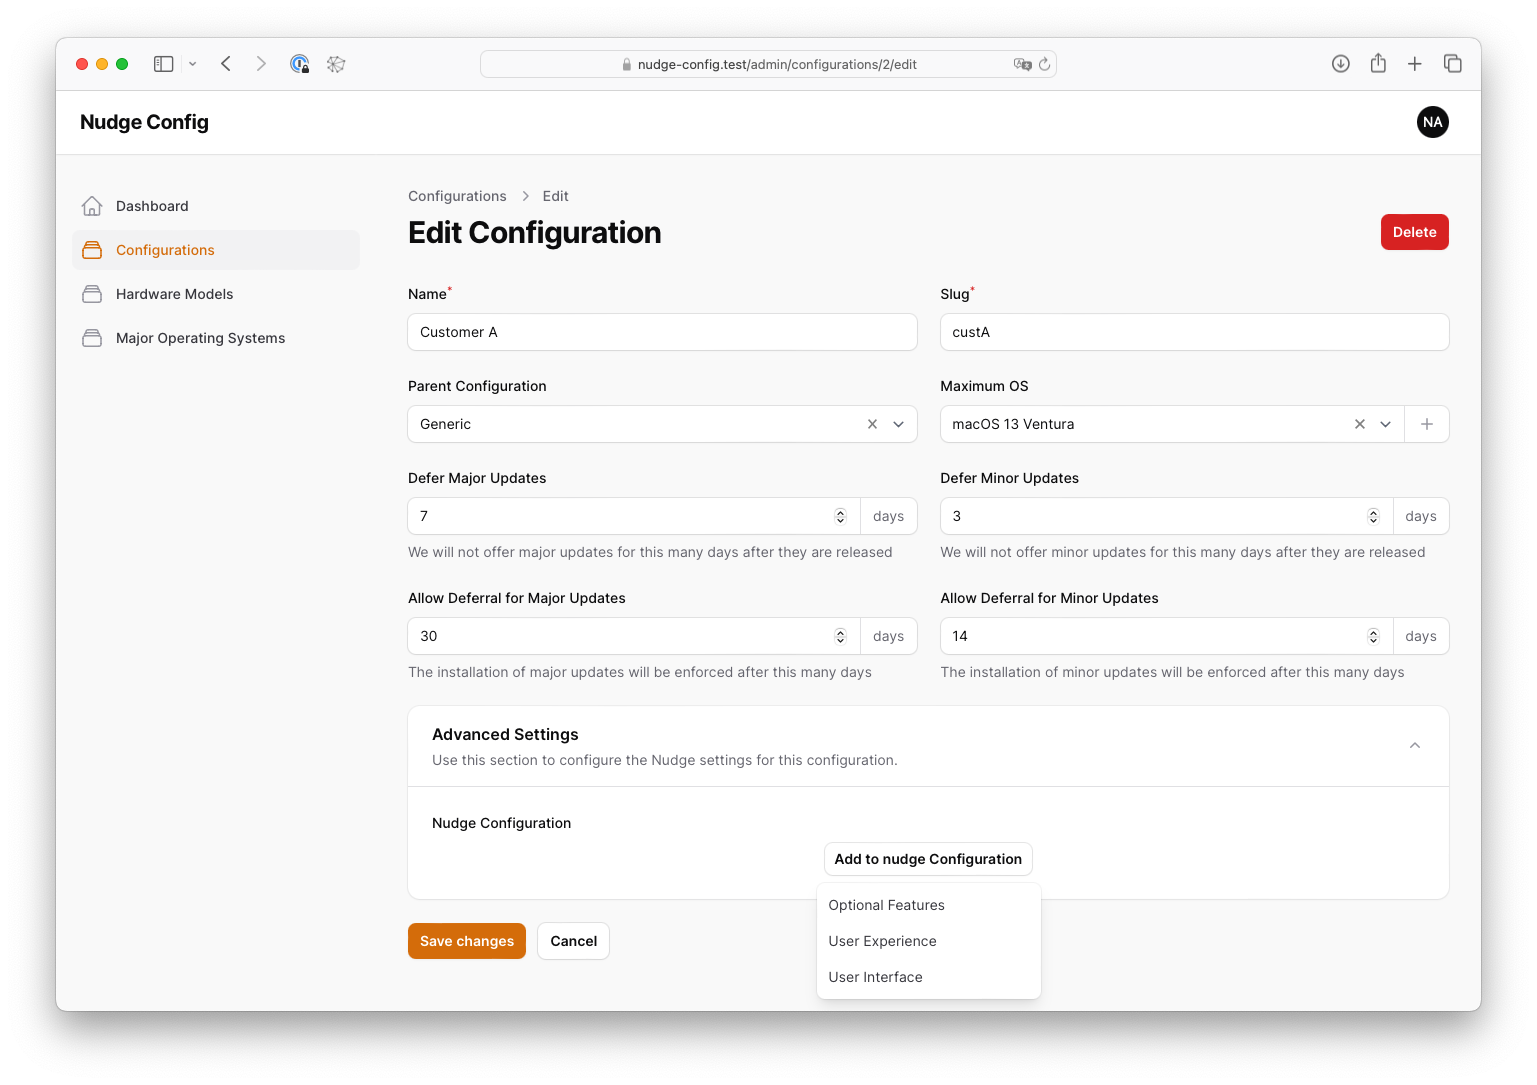 nudge-config.test/admin/configurations/2/edit
Nudge Config
NA
Dashboard
Configurations
Hardware Models
Major Operating Systems
Configurations > Edit
Edit Configuration
Delete
Name*
Customer A
Slug*
custA
Parent Configuration
Generic
Maximum OS
macOS 13 Ventura
Defer Major Updates
7 days
We will not offer major updates for this many days after they are released
Defer Minor Updates
3 days
We will not offer minor updates for this many days after they are released
Allow Deferral for Major Updates
30 days
The installation of major updates will be enforced after this many days
Allow Deferral for Minor Updates
14 days
The installation of minor updates will be enforced after this many days
Advanced Settings
Use this section to configure the Nudge settings for this configuration.
Nudge Configuration
Add to nudge Configuration
Optional Features
User Experience
User Interface
Save changes
Cancel